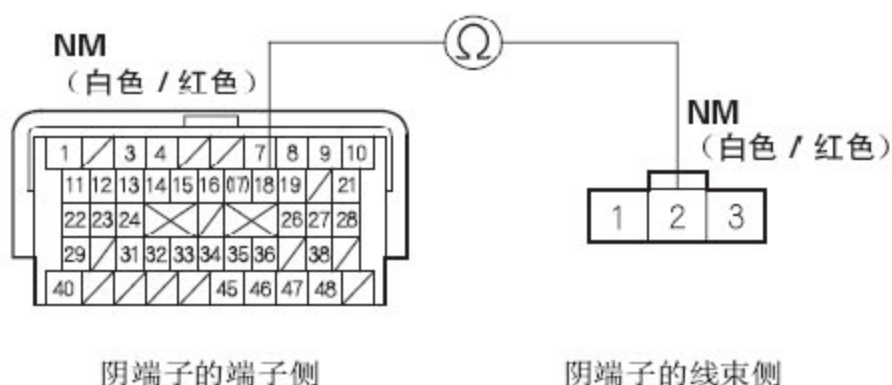 NM
（白色 / 红色）
Ω
NM
（白色 / 红色）
1 3 4 7 8 9 10
11 12 13 14 15 16 (17) 18 19 21
22 23 24 26 27 28
29 31 32 33 34 35 36 38
40 45 46 47 48
1 2 3
阴端子的端子侧
阴端子的线束侧